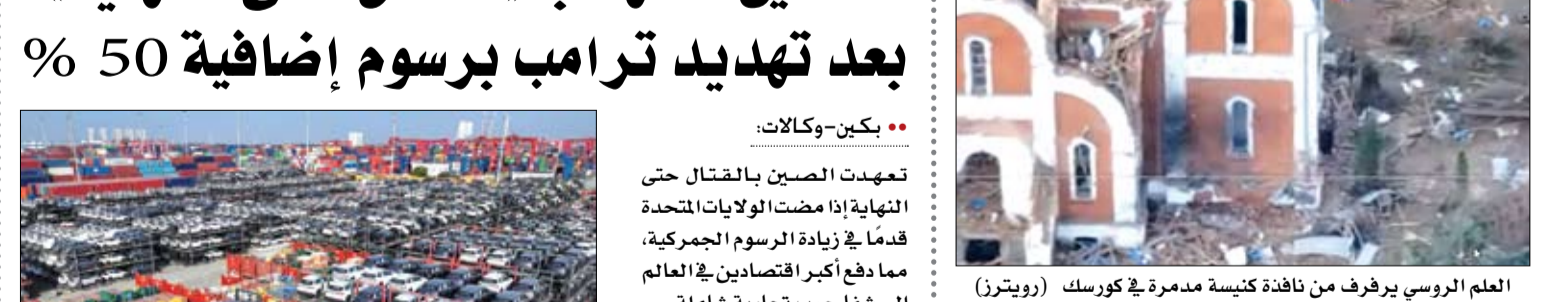 بعد تهديد ترامب برسوم إضافية 50 %
بكين-وكالات:
تعهدت الصين بالقتال حتى
النهاية إذا مضت الولايات المتحدة
قدمًا في زيادة الرسوم الجمركية،
مما دفع أكبر اقتصادين في العالم
العلم الروسي يرفرف من نافذة كنيسة مدمرة في كورسك (رويترز)